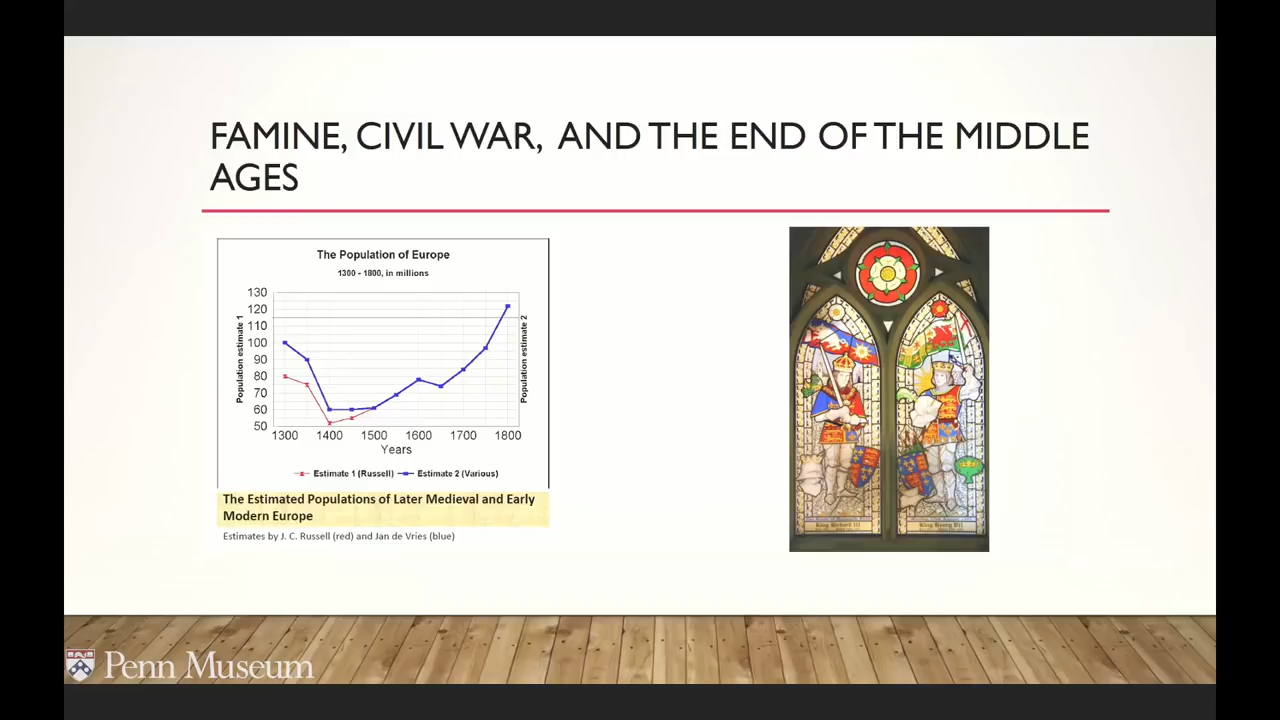 FAMINE, CIVIL WAR, AND THE END OF THE MIDDLE
AGES
The Population of Europe
1300 - 1800, in millions
130
120
110
100
90
80
70
60
50
Population estimate 1
Population estimate 2
1300 1400 1500 1600 1700 1800
Years
Estimate 1 (Russell) Estimate 2 (Various)
The Estimated Populations of Later Medieval and Early
Modern Europe
Estimates by J. C. Russell (red) and Jan de Vries (blue)
King Richard III
King Henry VII
Penn Museum